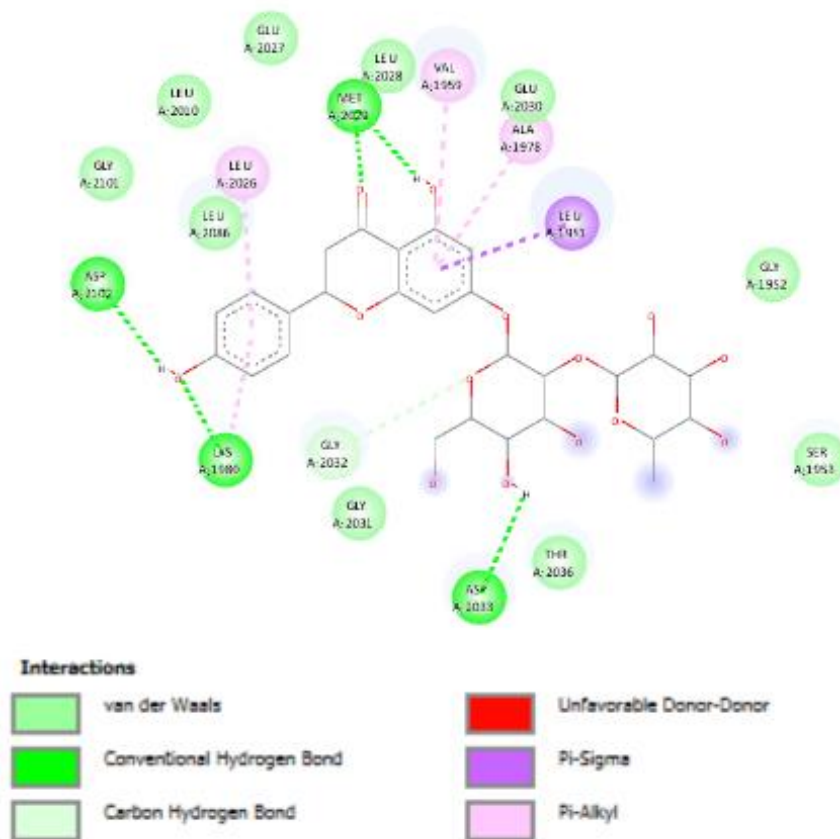 GLU
A:2027
LEU
A:2028
VAL
A:1959
MET
A:2029
GLU
A:2030
LEU
A:2010
ALA
A:1978
GLY
A:2101
LEU
A:2026
LEU
A:2086
LEU
A:1951
ASP
A:2102
GLY
A:1952
H
O
O
H
O
O
O
O
O
O
H
O
LYS
A:1980
GLY
A:2032
O
O
O
O
O
H
SER
A:1953
GLY
A:2031
THR
A:2036
ASP
A:2033
Interactions
van der Waals
Conventional Hydrogen Bond
Carbon Hydrogen Bond
Unfavorable Donor-Donor
Pi-Sigma
Pi-Alkyl